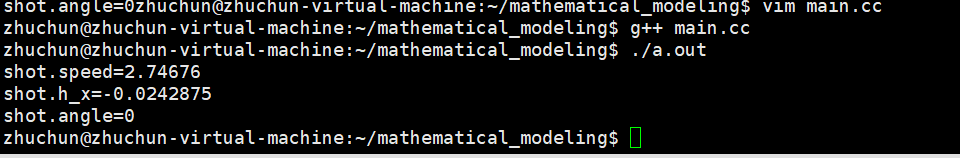 shot.angle=0zhuchun@zhuchun-virtual-machine:~/mathematical_modeling$ vim main.cc
zhuchun@zhuchun-virtual-machine:~/mathematical_modeling$ g++ main.cc
zhuchun@zhuchun-virtual-machine:~/mathematical_modeling$ ./a.out
shot.speed=2.74676
shot.h_x=-0.0242875
shot.angle=0
zhuchun@zhuchun-virtual-machine:~/mathematical_modeling$